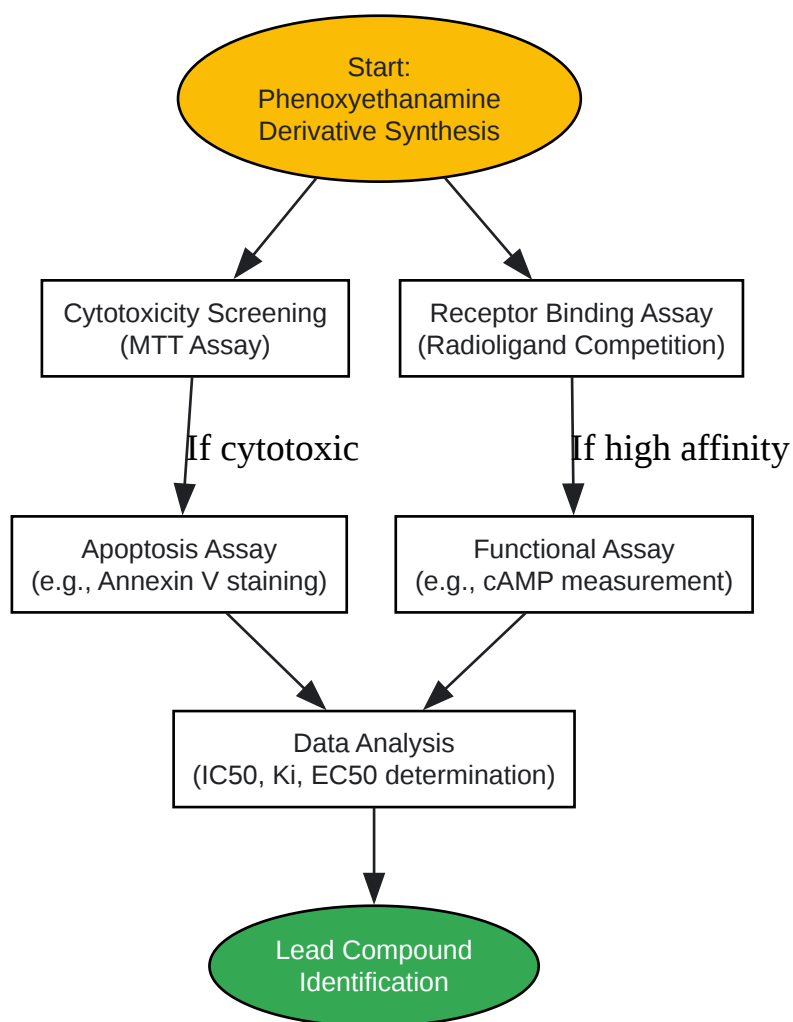 Start:
Phenoxyethanamine
Derivative Synthesis
Cytotoxicity Screening
(MTT Assay)
Receptor Binding Assay
(Radioligand Competition)
If cytotoxic
If high affinity
Apoptosis Assay
(e.g., Annexin V staining)
Functional Assay
(e.g., cAMP measurement)
Data Analysis
(IC50, Ki, EC50 determination)
Lead Compound
Identification